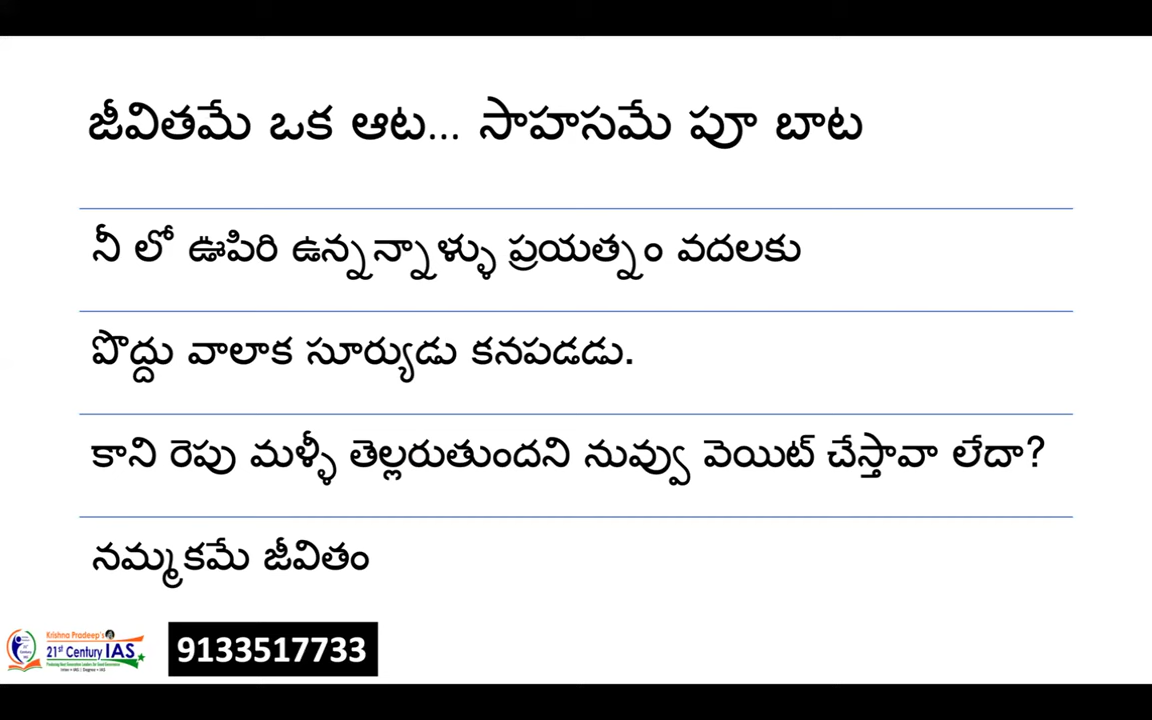 జీవితమే ఒక ఆట... సాహసమే పూ బాట
నీ లో ఊపిరి ఉన్నన్నాళ్ళు ప్రయత్నం వదలకు
పొద్దు వాలాక సూర్యుడు కనపడడు.
కాని రెపు మళ్ళీ తెల్లరుతుందని నువ్వు వెయిట్ చేస్తావా లేదా?
నమ్మకమే జీవితం
Krishna Pradeep's
21st Century IAS
9133517733